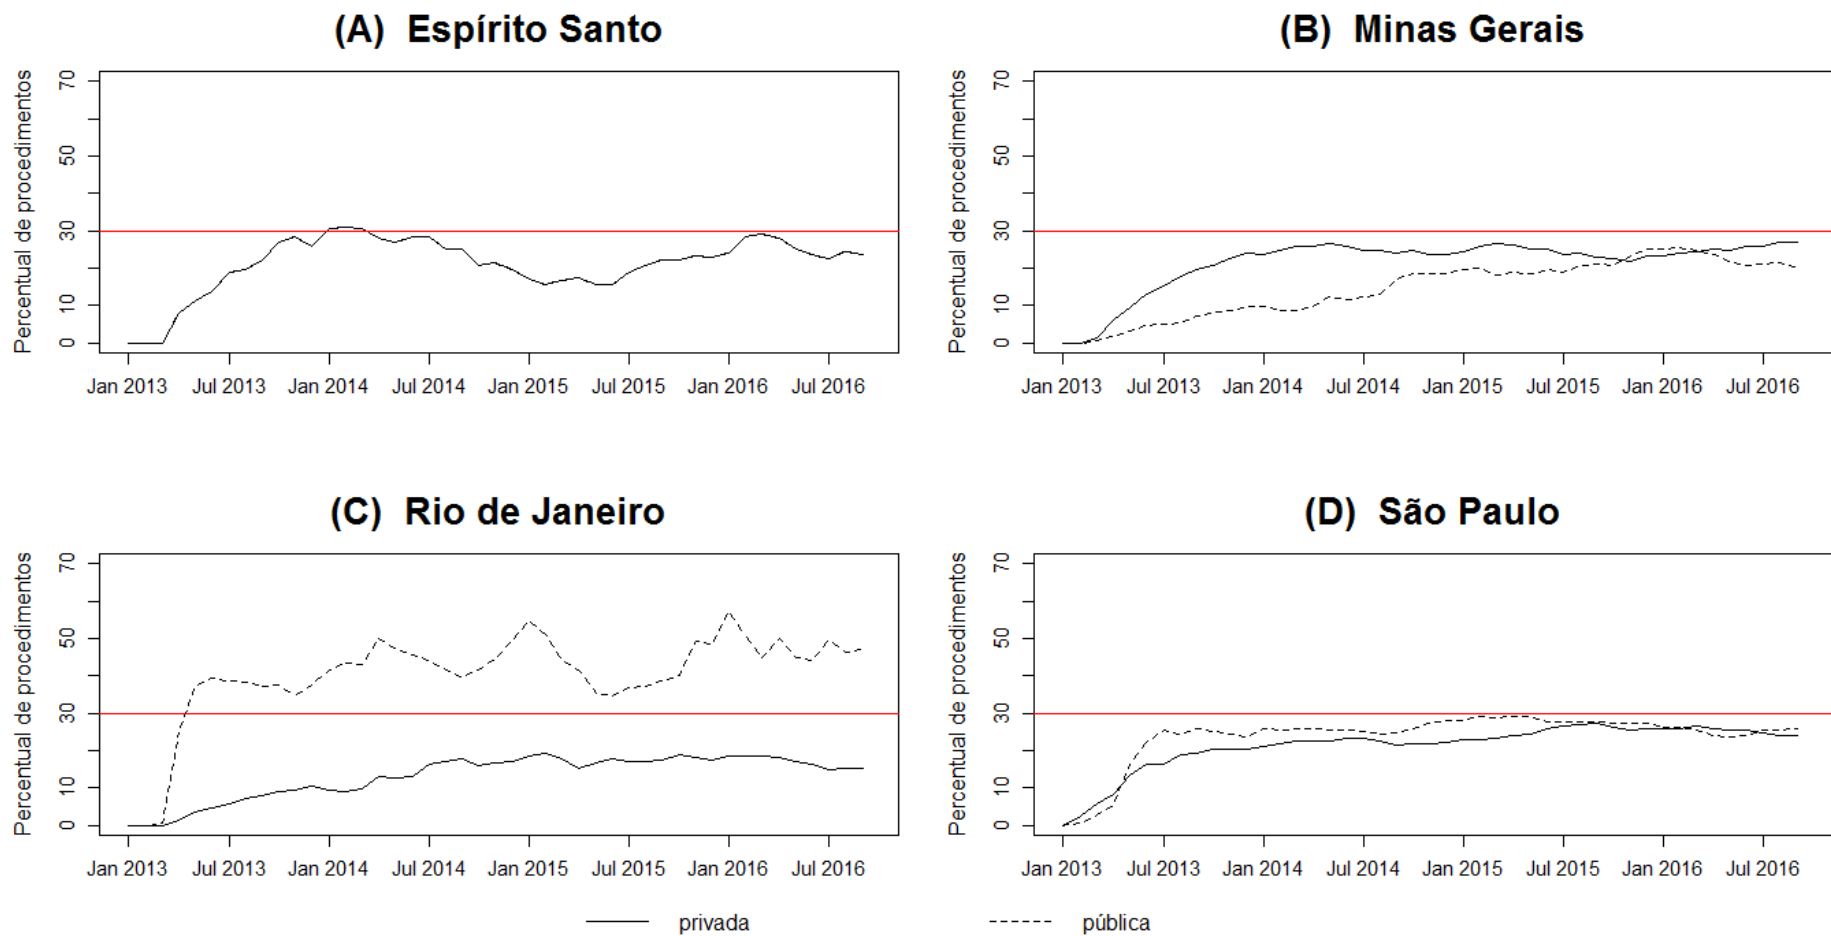 (A) Espírito Santo
Percentual de procedimentos
70
50
30
10
0
Jan 2013 Jul 2013 Jan 2014 Jul 2014 Jan 2015 Jul 2015 Jan 2016 Jul 2016
(B) Minas Gerais
Percentual de procedimentos
70
50
30
10
0
Jan 2013 Jul 2013 Jan 2014 Jul 2014 Jan 2015 Jul 2015 Jan 2016 Jul 2016
(C) Rio de Janeiro
Percentual de procedimentos
70
50
30
10
0
Jan 2013 Jul 2013 Jan 2014 Jul 2014 Jan 2015 Jul 2015 Jan 2016 Jul 2016
(D) São Paulo
Percentual de procedimentos
70
50
30
10
0
Jan 2013 Jul 2013 Jan 2014 Jul 2014 Jan 2015 Jul 2015 Jan 2016 Jul 2016
privada
pública